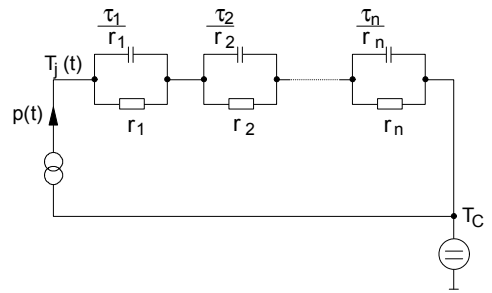 τ1/r1 τ2/r2 τn/rn
Tj (t)
r1 r2 rn
p(t)
TC